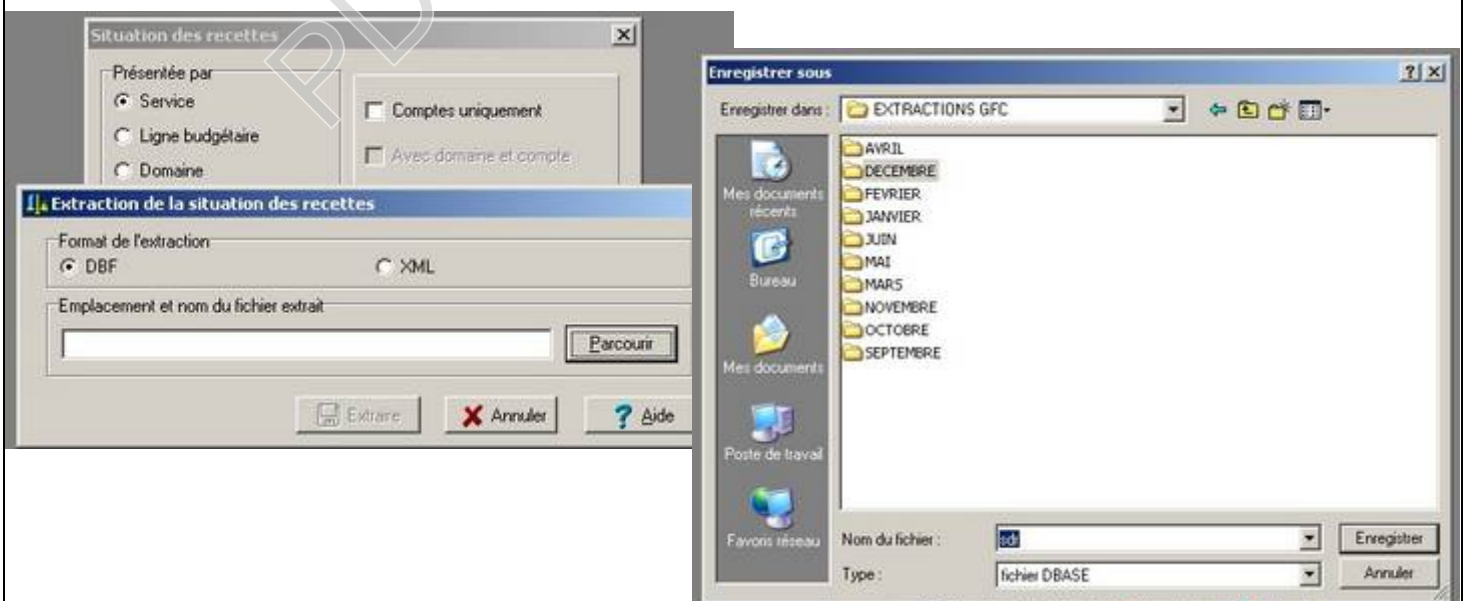 Situation des recettes
Présentée par
Service
Ligne budgétaire
Domaine
Comptes uniquement
Avec domaine et compte
Extraction de la situation des recettes
Format de l'extraction
DBF
XML
Emplacement et nom du fichier extrait
Parcourir
Extraire
Annuler
Aide
Enregistrer sous
Enregistrer dans :
EXTRACTIONS GFC
Mes documents
récents
Bureau
Mes documents
Poste de travail
Favoris réseau
AVRIL
DECEMBRE
FEVRIER
JANVIER
JUIN
MAI
MARS
NOVEMBRE
OCTOBRE
SEPTEMBRE
Nom du fichier :
sdr
Enregistrer
Type :
fichier DBASE
Annuler